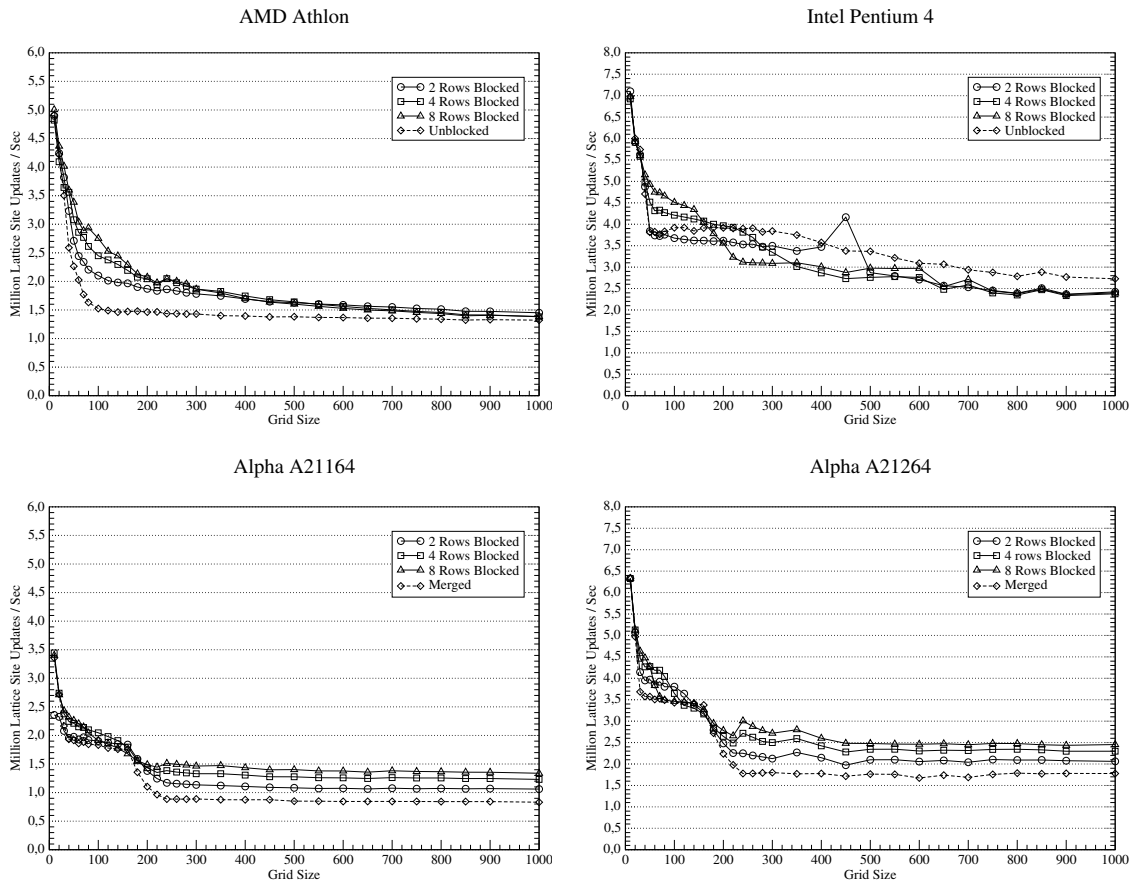 AMD Athlon
6,0
5,5
5,0
4,5
4,0
3,5
3,0
2,5
2,0
1,5
1,0
0,5
0,0
Million Lattice Site Updates / Sec
2 Rows Blocked
4 Rows Blocked
8 Rows Blocked
Unblocked
0 100 200 300 400 500 600 700 800 900 1000
Grid Size
Intel Pentium 4
8,0
7,5
7,0
6,5
6,0
5,5
5,0
4,5
4,0
3,5
3,0
2,5
2,0
1,5
1,0
0,5
0,0
Million Lattice Site Updates / Sec
2 Rows Blocked
4 Rows Blocked
8 Rows Blocked
Unblocked
0 100 200 300 400 500 600 700 800 900 1000
Grid Size
Alpha A21164
6,0
5,5
5,0
4,5
4,0
3,5
3,0
2,5
2,0
1,5
1,0
0,5
0,0
Million Lattice Site Updates / Sec
2 Rows Blocked
4 Rows Blocked
8 Rows Blocked
Merged
0 100 200 300 400 500 600 700 800 900 1000
Grid Size
Alpha A21264
8,0
7,5
7,0
6,5
6,0
5,5
5,0
4,5
4,0
3,5
3,0
2,5
2,0
1,5
1,0
0,5
0,0
Million Lattice Site Updates / Sec
2 Rows Blocked
4 rows Blocked
8 Rows Blocked
Merged
0 100 200 300 400 500 600 700 800 900 1000
Grid Size